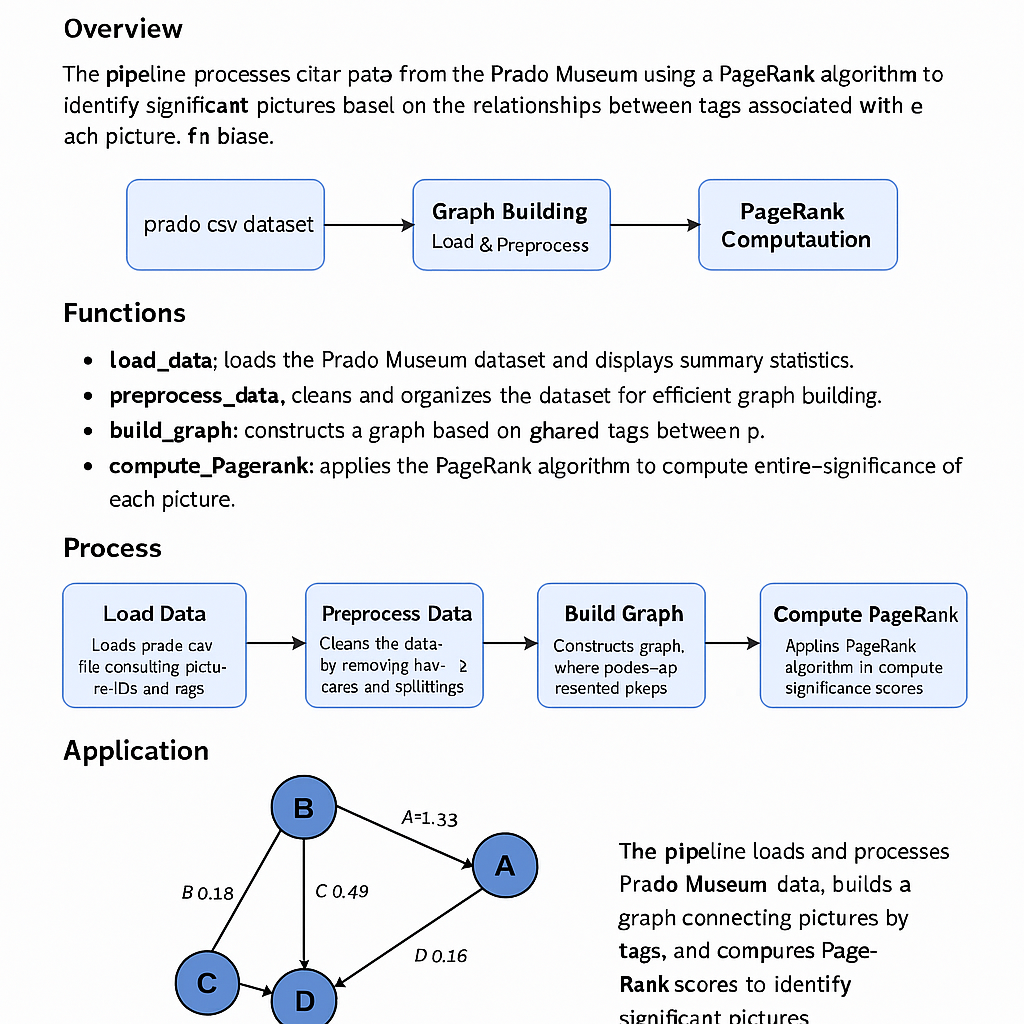 Overview
The pipeline processes citar pata from the Prado Museum using a PageRank algorithm to
identify significant pictures basel on the relationships between tags associated with e
ach picture. fn biase.
prado csv dataset
Graph Building
Load & Preprocess
PageRank
Computaution
Functions
• load_data; loads the Prado Museum dataset and displays summary statistics.
• preprocess_data, cleans and organizes the dataset for efficient graph building.
• build_graph: constructs a graph based on ghared tags between p.
• compute_Pagerank: applies the PageRank algorithm to compute entire–significance of
each picture.
Process
Load Data
Loads prade cav
file consulting pictu-
re-IDs and rags
Preprocess Data
Cleans the data-
by removing hav- ≥
cares and spllittings
Build Graph
Constructs graph,
where podes–ap
resented pkeps
Compute PageRank
Applins PageRank
algorithm in compute
significance scores
Application
B
A=1.33
A
B 0.18
C 0.49
D 0.16
C
D
The pipeline loads and processes
Prado Museum data, builds a
graph connecting pictures by
tags, and compures Page-
Rank scores to identify
significant pictures